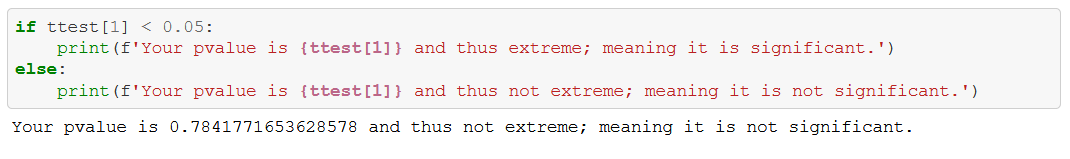 if ttest[1] < 0.05:
    print(f'Your pvalue is {ttest[1]} and thus extreme; meaning it is significant.')
else:
    print(f'Your pvalue is {ttest[1]} and thus not extreme; meaning it is not significant.')
Your pvalue is 0.7841771653628578 and thus not extreme; meaning it is not significant.